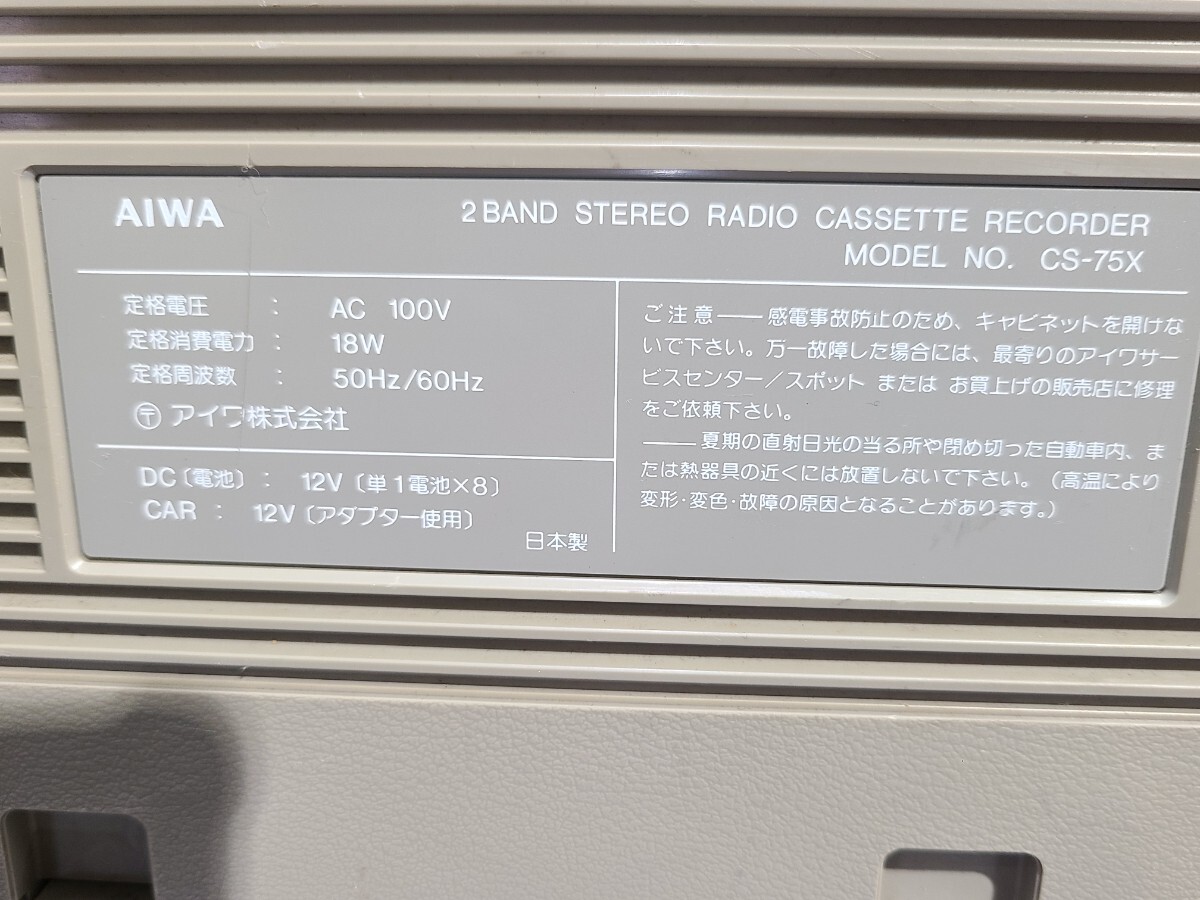 AIWA
2 BAND STEREO RADIO CASSETTE RECORDER
MODEL NO. CS-75X
定格電圧 : AC 100V
定格消費電力 : 18W
定格周波数 : 50Hz/60Hz
〶 アイワ株式会社
DC〔電池〕: 12V〔単1電池×8〕
CAR : 12V〔アダプター使用〕
日本製
ご注意――感電事故防止のため、キャビネットを開けな
いで下さい。万一故障した場合には、最寄りのアイワサー
ビスセンター/スポット または お買上げの販売店に修理
をご依頼下さい。
――夏期の直射日光の当る所や閉め切った自動車内、ま
たは熱器具の近くには放置しないで下さい。(高温により
変形・変色・故障の原因となることがあります。)